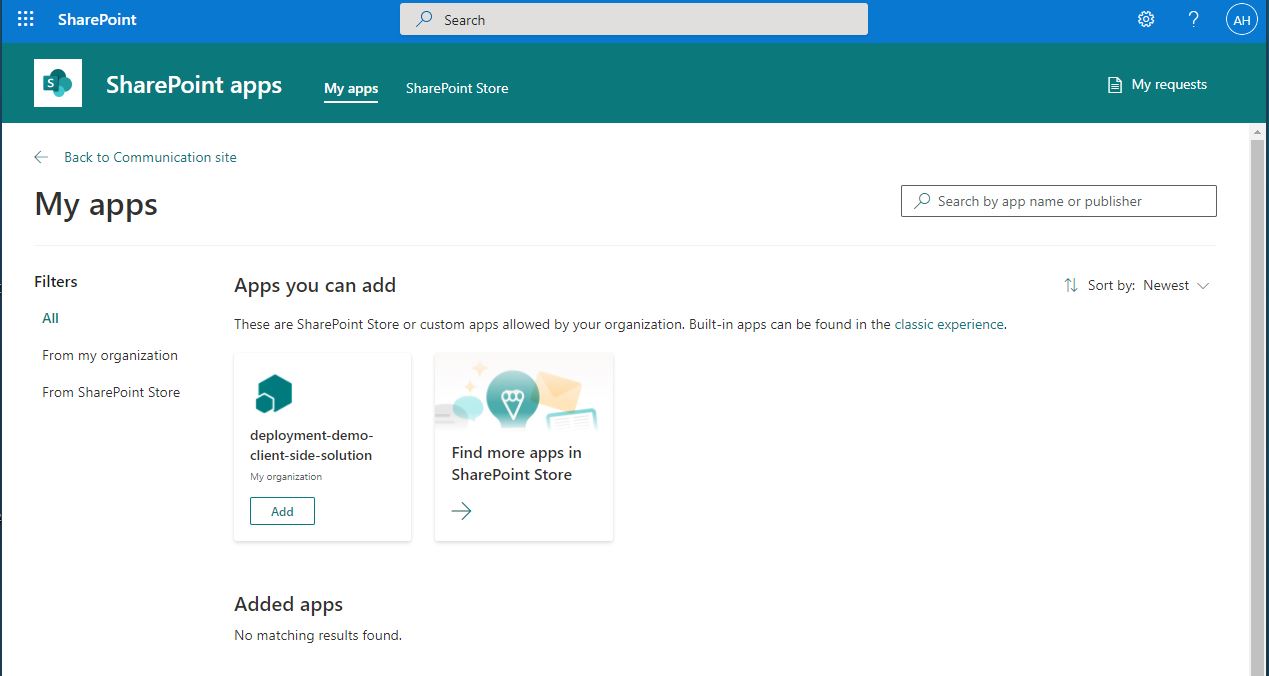 SharePoint
Search
?
AH
S
SharePoint apps
My apps
SharePoint Store
My requests
Back to Communication site
My apps
Search by app name or publisher
Filters
All
From my organization
From SharePoint Store
Apps you can add
Sort by: Newest
These are SharePoint Store or custom apps allowed by your organization. Built-in apps can be found in the classic experience.
deployment-demo-
client-side-solution
My organization
Add
Find more apps in
SharePoint Store
Added apps
No matching results found.